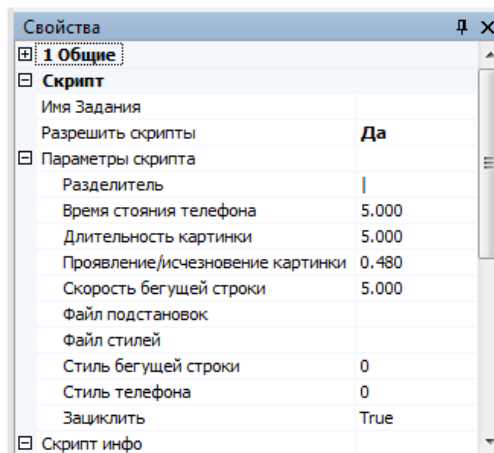 Свойства
1 Общие
Скрипт
Имя Задания
Разрешить скрипты Да
Параметры скрипта
Разделитель |
Время стояния телефона 5.000
Длительность картинки 5.000
Проявление/исчезновение картинки 0.480
Скорость бегущей строки 5.000
Файл подстановок
Файл стилей
Стиль бегущей строки 0
Стиль телефона 0
Зациклить True
Скрипт инфо